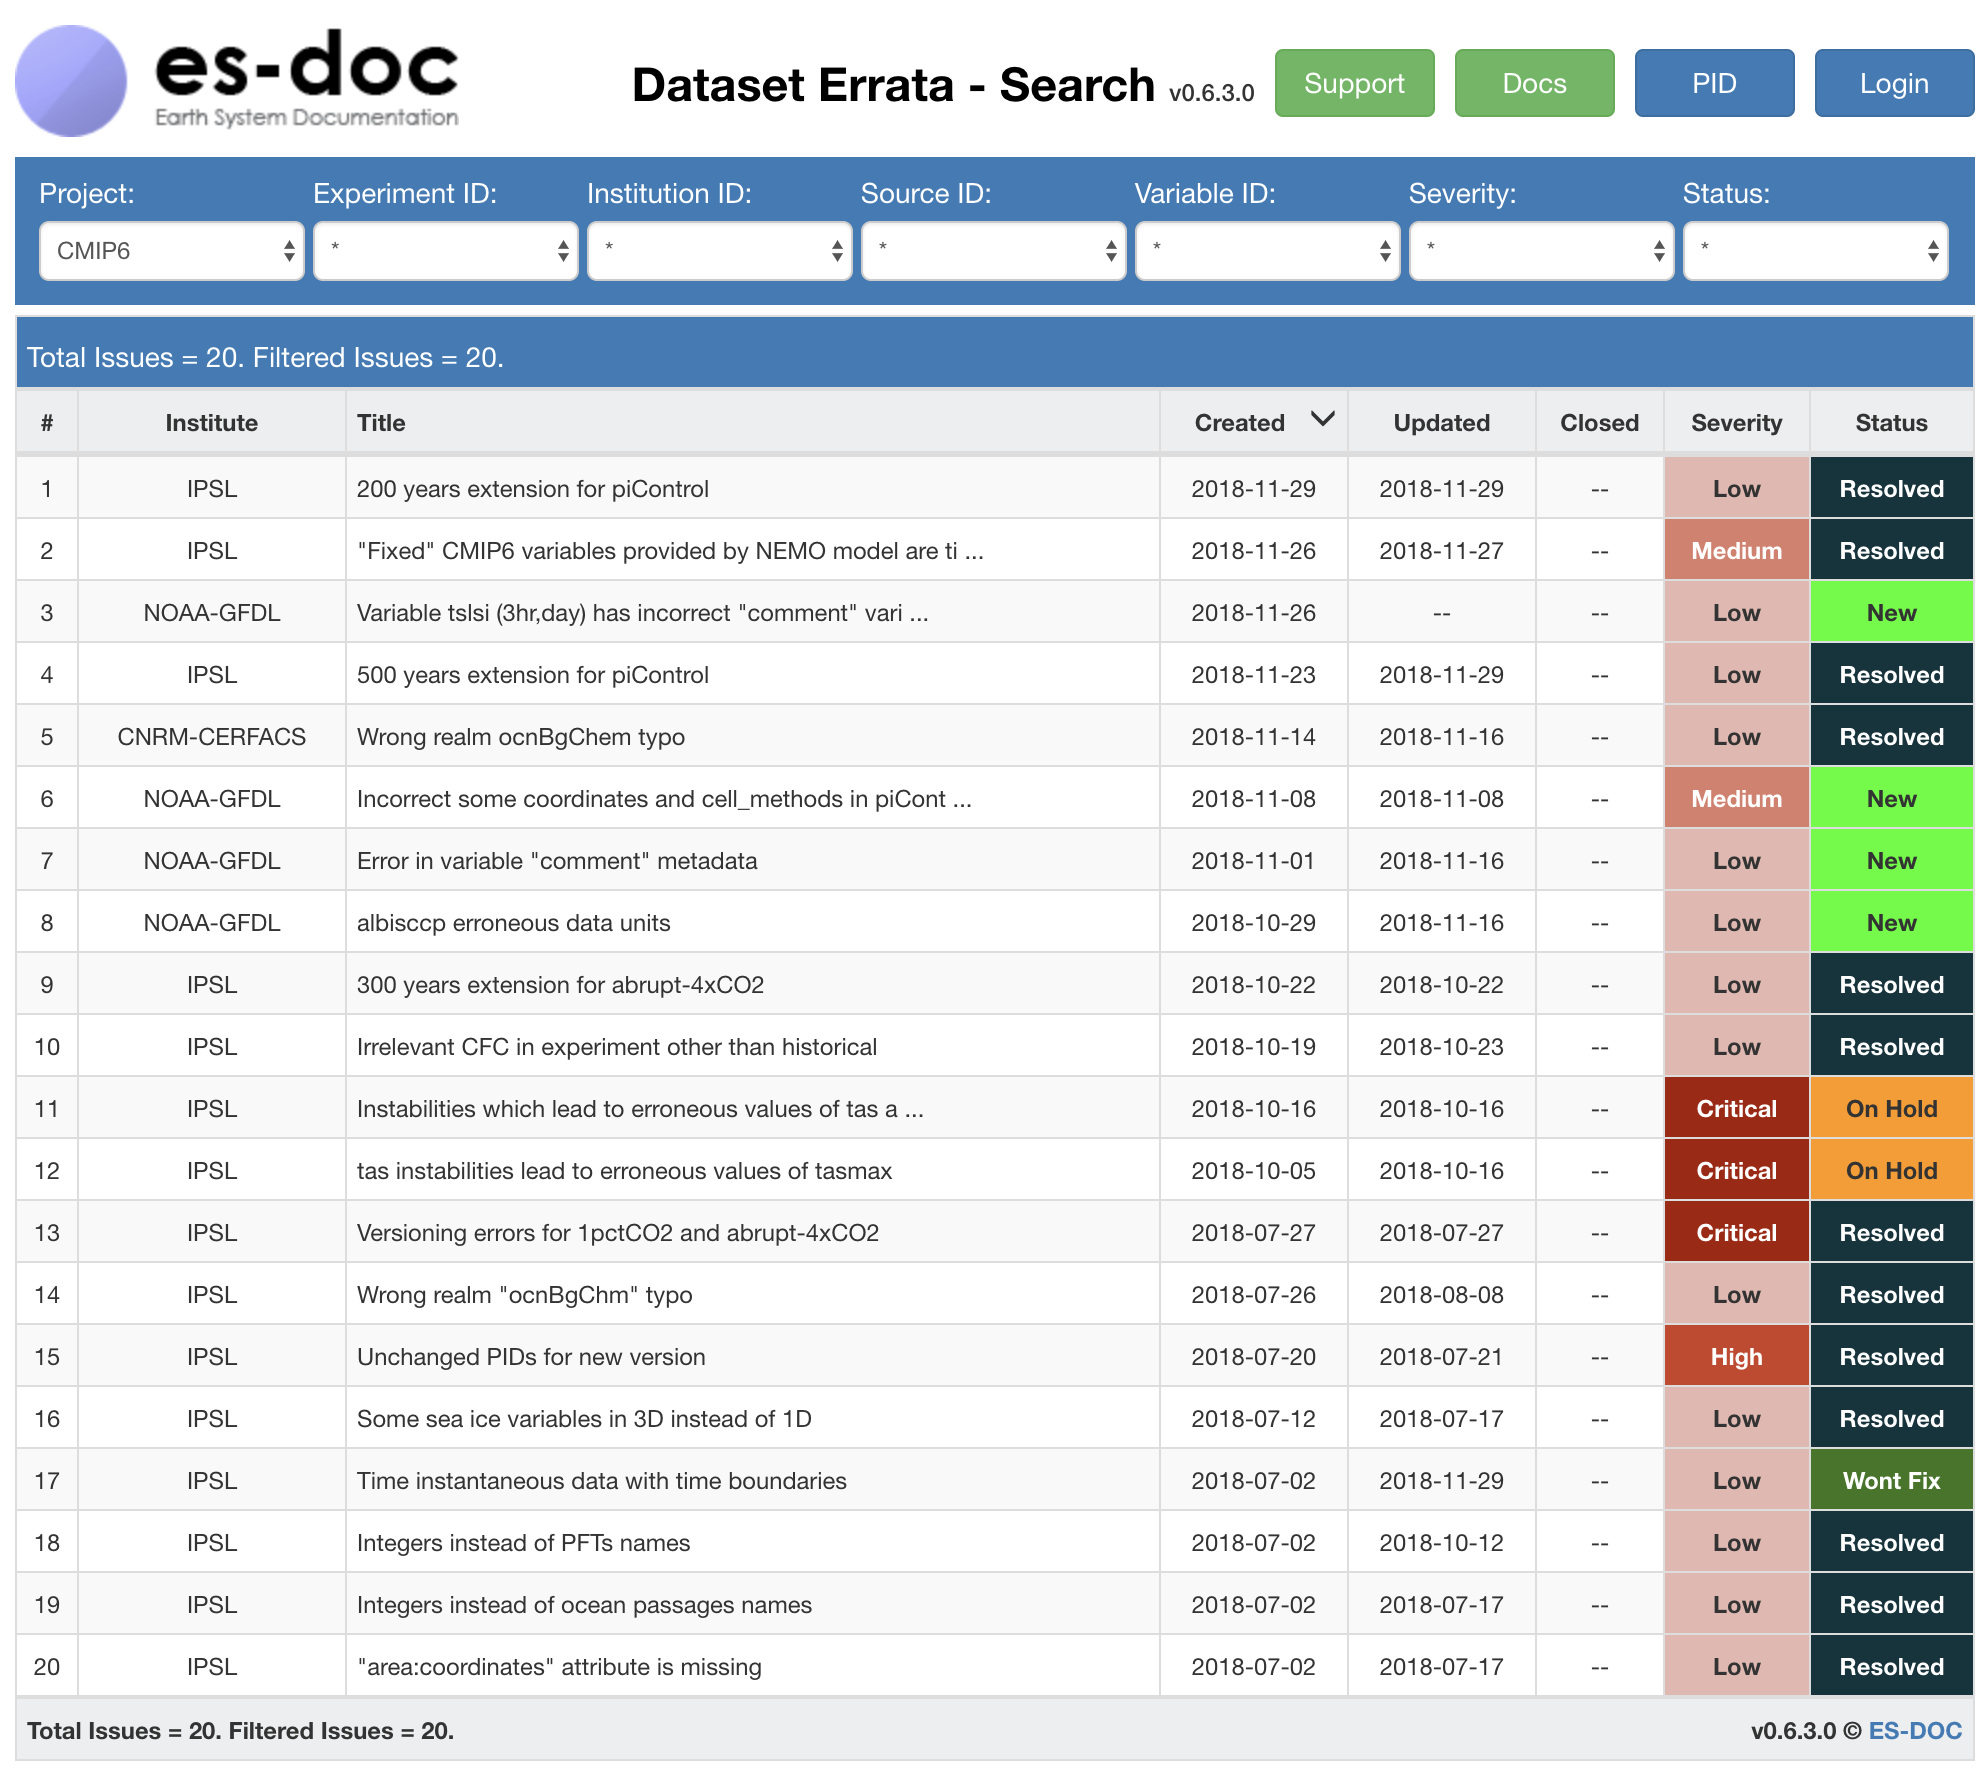 es-doc
Earth System Documentation
Dataset Errata - Search v0.6.3.0 Support Docs PID Login
Project: Experiment ID: Institution ID: Source ID: Variable ID: Severity: Status:
CMIP6 * * * * * *
Total Issues = 20. Filtered Issues = 20.
# Institute Title Created Updated Closed Severity Status
1 IPSL 200 years extension for piControl 2018-11-29 2018-11-29 -- Low Resolved
2 IPSL "Fixed" CMIP6 variables provided by NEMO model are ti ... 2018-11-26 2018-11-27 -- Medium Resolved
3 NOAA-GFDL Variable tslsi (3hr,day) has incorrect "comment" vari ... 2018-11-26 -- -- Low New
4 IPSL 500 years extension for piControl 2018-11-23 2018-11-29 -- Low Resolved
5 CNRM-CERFACS Wrong realm ocnBgChem typo 2018-11-14 2018-11-16 -- Low Resolved
6 NOAA-GFDL Incorrect some coordinates and cell_methods in piCont ... 2018-11-08 2018-11-08 -- Medium New
7 NOAA-GFDL Error in variable "comment" metadata 2018-11-01 2018-11-16 -- Low New
8 NOAA-GFDL albisccp erroneous data units 2018-10-29 2018-11-16 -- Low New
9 IPSL 300 years extension for abrupt-4xCO2 2018-10-22 2018-10-22 -- Low Resolved
10 IPSL Irrelevant CFC in experiment other than historical 2018-10-19 2018-10-23 -- Low Resolved
11 IPSL Instabilities which lead to erroneous values of tas a ... 2018-10-16 2018-10-16 -- Critical On Hold
12 IPSL tas instabilities lead to erroneous values of tasmax 2018-10-05 2018-10-16 -- Critical On Hold
13 IPSL Versioning errors for 1pctCO2 and abrupt-4xCO2 2018-07-27 2018-07-27 -- Critical Resolved
14 IPSL Wrong realm "ocnBgChm" typo 2018-07-26 2018-08-08 -- Low Resolved
15 IPSL Unchanged PIDs for new version 2018-07-20 2018-07-21 -- High Resolved
16 IPSL Some sea ice variables in 3D instead of 1D 2018-07-12 2018-07-17 -- Low Resolved
17 IPSL Time instantaneous data with time boundaries 2018-07-02 2018-11-29 -- Low Wont Fix
18 IPSL Integers instead of PFTs names 2018-07-02 2018-10-12 -- Low Resolved
19 IPSL Integers instead of ocean passages names 2018-07-02 2018-07-17 -- Low Resolved
20 IPSL "area:coordinates" attribute is missing 2018-07-02 2018-07-17 -- Low Resolved
Total Issues = 20. Filtered Issues = 20. v0.6.3.0 © ES-DOC